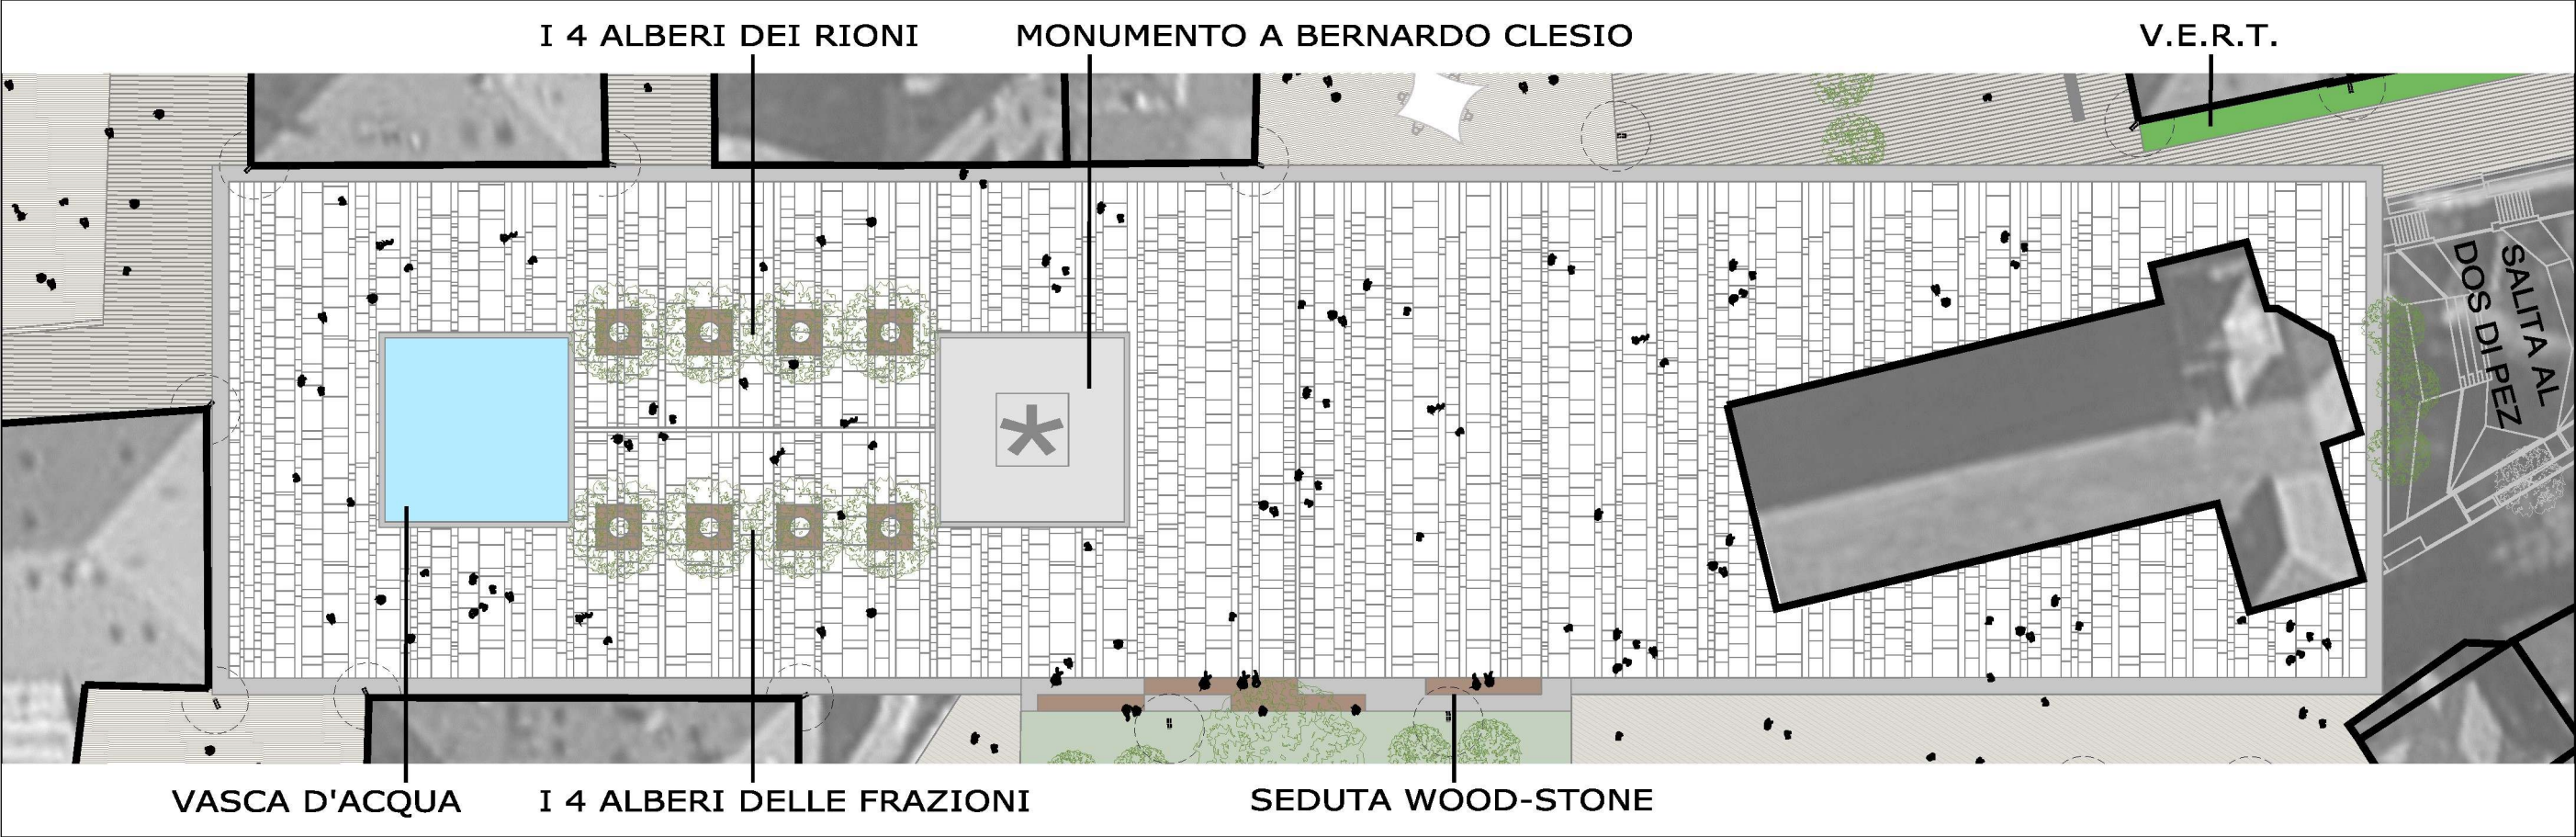 I 4 ALBERI DEI RIONI
MONUMENTO A BERNARDO CLESIO
V.E.R.T.
SALITA AL
DOS DI PEZ
VASCA D'ACQUA
I 4 ALBERI DELLE FRAZIONI
SEDUTA WOOD-STONE